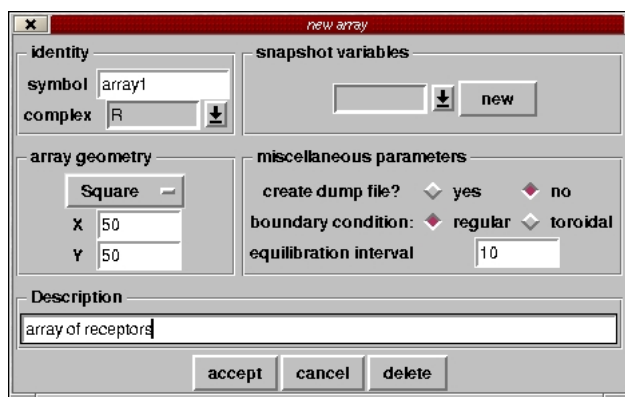 new array
identity
symbol array1
complex R
snapshot variables
new
array geometry
Square
X 50
Y 50
miscellaneous parameters
create dump file? yes no
boundary condition: regular toroidal
equilibration interval 10
Description
array of receptors
accept cancel delete